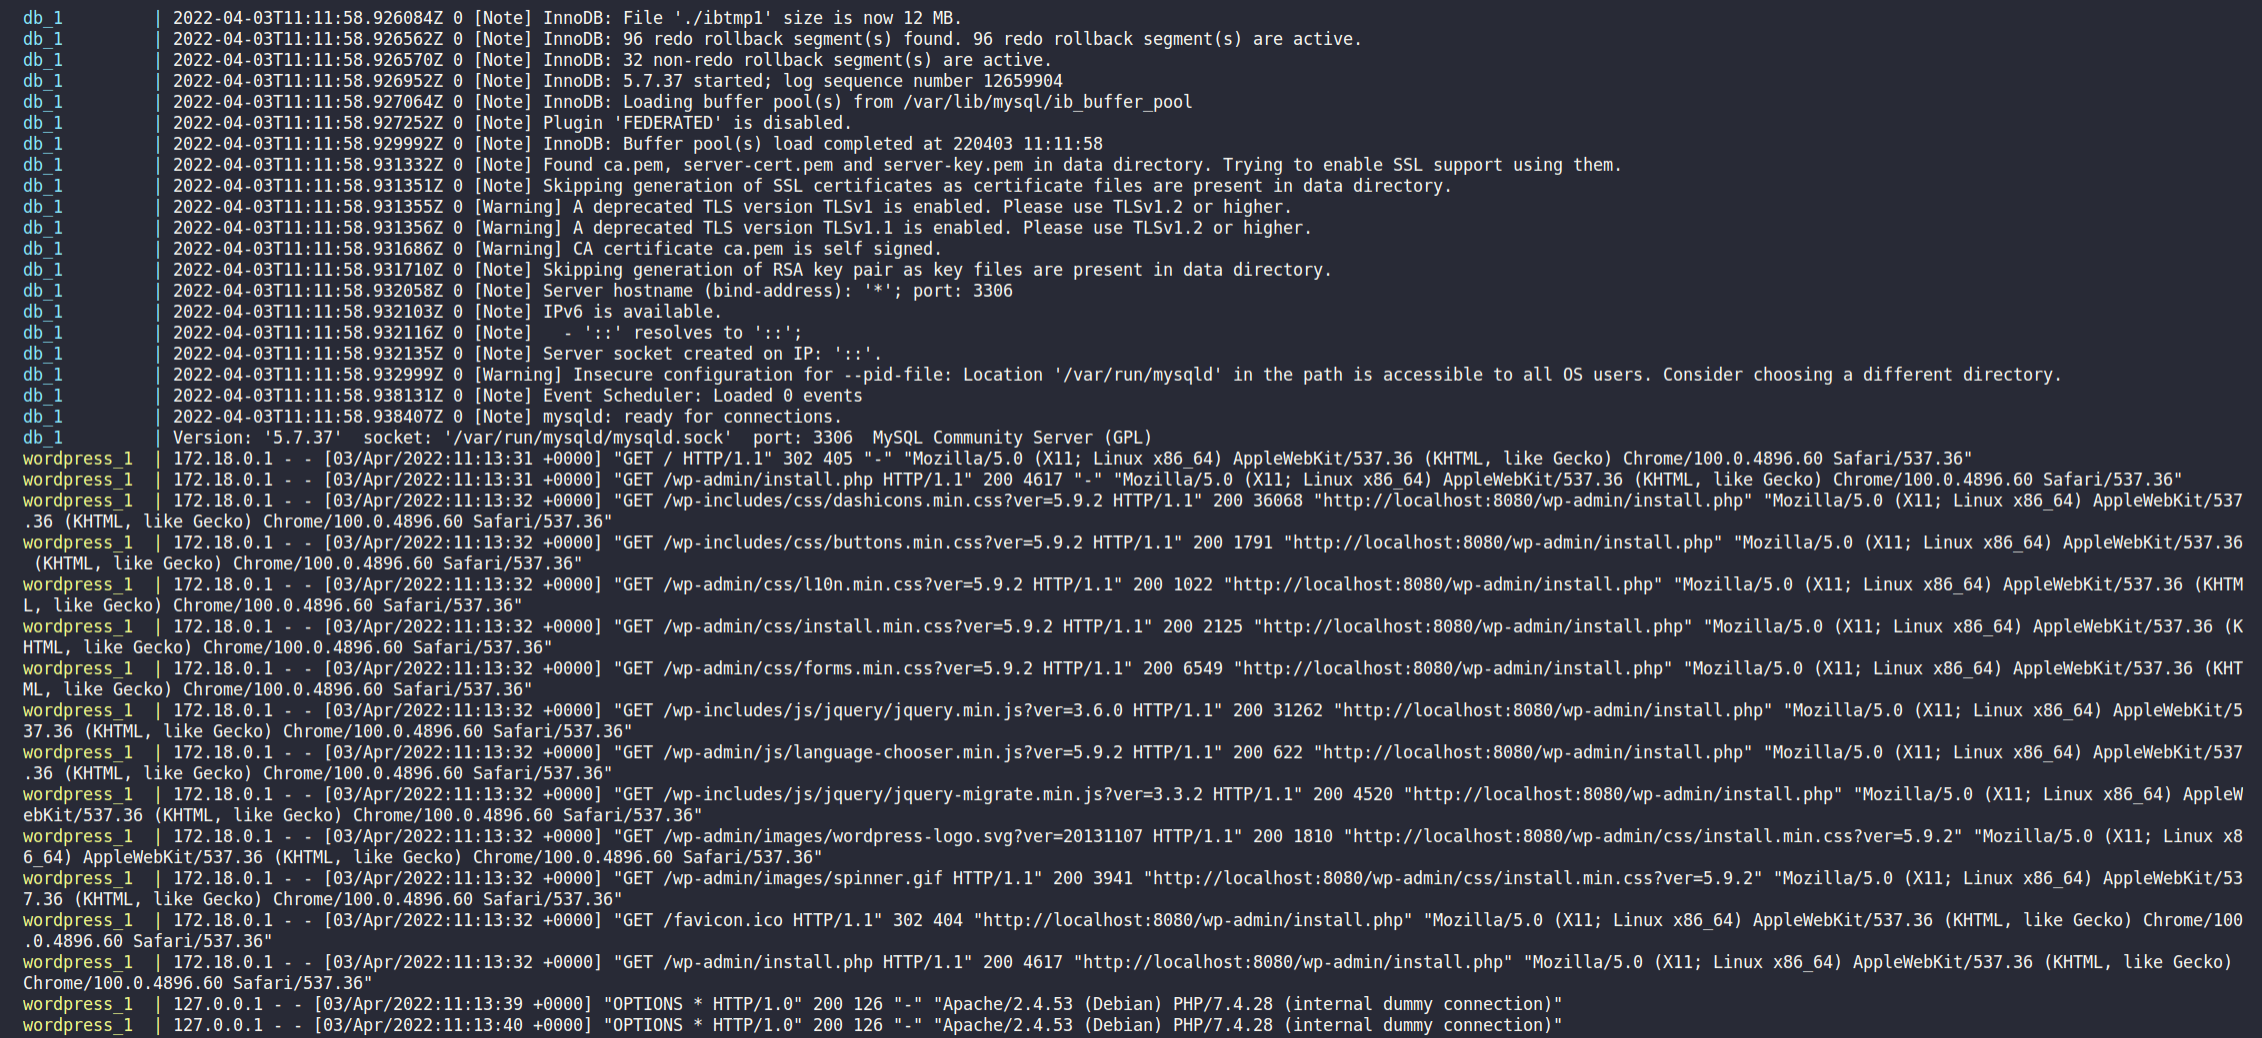 db_1         | 2022-04-03T11:11:58.926084Z 0 [Note] InnoDB: File './ibtmp1' size is now 12 MB.
db_1         | 2022-04-03T11:11:58.926562Z 0 [Note] InnoDB: 96 redo rollback segment(s) found. 96 redo rollback segment(s) are active.
db_1         | 2022-04-03T11:11:58.926570Z 0 [Note] InnoDB: 32 non-redo rollback segment(s) are active.
db_1         | 2022-04-03T11:11:58.926952Z 0 [Note] InnoDB: 5.7.37 started; log sequence number 12659904
db_1         | 2022-04-03T11:11:58.927064Z 0 [Note] InnoDB: Loading buffer pool(s) from /var/lib/mysql/ib_buffer_pool
db_1         | 2022-04-03T11:11:58.927252Z 0 [Note] Plugin 'FEDERATED' is disabled.
db_1         | 2022-04-03T11:11:58.929992Z 0 [Note] InnoDB: Buffer pool(s) load completed at 220403 11:11:58
db_1         | 2022-04-03T11:11:58.931332Z 0 [Note] Found ca.pem, server-cert.pem and server-key.pem in data directory. Trying to enable SSL support using them.
db_1         | 2022-04-03T11:11:58.931351Z 0 [Note] Skipping generation of SSL certificates as certificate files are present in data directory.
db_1         | 2022-04-03T11:11:58.931355Z 0 [Warning] A deprecated TLS version TLSv1 is enabled. Please use TLSv1.2 or higher.
db_1         | 2022-04-03T11:11:58.931356Z 0 [Warning] A deprecated TLS version TLSv1.1 is enabled. Please use TLSv1.2 or higher.
db_1         | 2022-04-03T11:11:58.931686Z 0 [Warning] CA certificate ca.pem is self signed.
db_1         | 2022-04-03T11:11:58.931710Z 0 [Note] Skipping generation of RSA key pair as key files are present in data directory.
db_1         | 2022-04-03T11:11:58.932058Z 0 [Note] Server hostname (bind-address): '*'; port: 3306
db_1         | 2022-04-03T11:11:58.932103Z 0 [Note] IPv6 is available.
db_1         | 2022-04-03T11:11:58.932116Z 0 [Note]   - '::' resolves to '::';
db_1         | 2022-04-03T11:11:58.932135Z 0 [Note] Server socket created on IP: '::'.
db_1         | 2022-04-03T11:11:58.932999Z 0 [Warning] Insecure configuration for --pid-file: Location '/var/run/mysqld' in the path is accessible to all OS users. Consider choosing a different directory.
db_1         | 2022-04-03T11:11:58.938131Z 0 [Note] Event Scheduler: Loaded 0 events
db_1         | 2022-04-03T11:11:58.938407Z 0 [Note] mysqld: ready for connections.
db_1         | Version: '5.7.37'  socket: '/var/run/mysqld/mysqld.sock'  port: 3306  MySQL Community Server (GPL)
wordpress_1  | 172.18.0.1 - - [03/Apr/2022:11:13:31 +0000] "GET / HTTP/1.1" 302 405 "-" "Mozilla/5.0 (X11; Linux x86_64) AppleWebKit/537.36 (KHTML, like Gecko) Chrome/100.0.4896.60 Safari/537.36"
wordpress_1  | 172.18.0.1 - - [03/Apr/2022:11:13:31 +0000] "GET /wp-admin/install.php HTTP/1.1" 200 4617 "-" "Mozilla/5.0 (X11; Linux x86_64) AppleWebKit/537.36 (KHTML, like Gecko) Chrome/100.0.4896.60 Safari/537.36"
wordpress_1  | 172.18.0.1 - - [03/Apr/2022:11:13:32 +0000] "GET /wp-includes/css/dashicons.min.css?ver=5.9.2 HTTP/1.1" 200 36068 "http://localhost:8080/wp-admin/install.php" "Mozilla/5.0 (X11; Linux x86_64) AppleWebKit/537
.36 (KHTML, like Gecko) Chrome/100.0.4896.60 Safari/537.36"
wordpress_1  | 172.18.0.1 - - [03/Apr/2022:11:13:32 +0000] "GET /wp-includes/css/buttons.min.css?ver=5.9.2 HTTP/1.1" 200 1791 "http://localhost:8080/wp-admin/install.php" "Mozilla/5.0 (X11; Linux x86_64) AppleWebKit/537.36
 (KHTML, like Gecko) Chrome/100.0.4896.60 Safari/537.36"
wordpress_1  | 172.18.0.1 - - [03/Apr/2022:11:13:32 +0000] "GET /wp-admin/css/l10n.min.css?ver=5.9.2 HTTP/1.1" 200 1022 "http://localhost:8080/wp-admin/install.php" "Mozilla/5.0 (X11; Linux x86_64) AppleWebKit/537.36 (KHTM
L, like Gecko) Chrome/100.0.4896.60 Safari/537.36"
wordpress_1  | 172.18.0.1 - - [03/Apr/2022:11:13:32 +0000] "GET /wp-admin/css/install.min.css?ver=5.9.2 HTTP/1.1" 200 2125 "http://localhost:8080/wp-admin/install.php" "Mozilla/5.0 (X11; Linux x86_64) AppleWebKit/537.36 (K
HTML, like Gecko) Chrome/100.0.4896.60 Safari/537.36"
wordpress_1  | 172.18.0.1 - - [03/Apr/2022:11:13:32 +0000] "GET /wp-admin/css/forms.min.css?ver=5.9.2 HTTP/1.1" 200 6549 "http://localhost:8080/wp-admin/install.php" "Mozilla/5.0 (X11; Linux x86_64) AppleWebKit/537.36 (KHT
ML, like Gecko) Chrome/100.0.4896.60 Safari/537.36"
wordpress_1  | 172.18.0.1 - - [03/Apr/2022:11:13:32 +0000] "GET /wp-includes/js/jquery/jquery.min.js?ver=3.6.0 HTTP/1.1" 200 31262 "http://localhost:8080/wp-admin/install.php" "Mozilla/5.0 (X11; Linux x86_64) AppleWebKit/5
37.36 (KHTML, like Gecko) Chrome/100.0.4896.60 Safari/537.36"
wordpress_1  | 172.18.0.1 - - [03/Apr/2022:11:13:32 +0000] "GET /wp-admin/js/language-chooser.min.js?ver=5.9.2 HTTP/1.1" 200 622 "http://localhost:8080/wp-admin/install.php" "Mozilla/5.0 (X11; Linux x86_64) AppleWebKit/537
.36 (KHTML, like Gecko) Chrome/100.0.4896.60 Safari/537.36"
wordpress_1  | 172.18.0.1 - - [03/Apr/2022:11:13:32 +0000] "GET /wp-includes/js/jquery/jquery-migrate.min.js?ver=3.3.2 HTTP/1.1" 200 4520 "http://localhost:8080/wp-admin/install.php" "Mozilla/5.0 (X11; Linux x86_64) AppleW
ebKit/537.36 (KHTML, like Gecko) Chrome/100.0.4896.60 Safari/537.36"
wordpress_1  | 172.18.0.1 - - [03/Apr/2022:11:13:32 +0000] "GET /wp-admin/images/wordpress-logo.svg?ver=20131107 HTTP/1.1" 200 1810 "http://localhost:8080/wp-admin/css/install.min.css?ver=5.9.2" "Mozilla/5.0 (X11; Linux x8
6_64) AppleWebKit/537.36 (KHTML, like Gecko) Chrome/100.0.4896.60 Safari/537.36"
wordpress_1  | 172.18.0.1 - - [03/Apr/2022:11:13:32 +0000] "GET /wp-admin/images/spinner.gif HTTP/1.1" 200 3941 "http://localhost:8080/wp-admin/css/install.min.css?ver=5.9.2" "Mozilla/5.0 (X11; Linux x86_64) AppleWebKit/53
7.36 (KHTML, like Gecko) Chrome/100.0.4896.60 Safari/537.36"
wordpress_1  | 172.18.0.1 - - [03/Apr/2022:11:13:32 +0000] "GET /favicon.ico HTTP/1.1" 302 404 "http://localhost:8080/wp-admin/install.php" "Mozilla/5.0 (X11; Linux x86_64) AppleWebKit/537.36 (KHTML, like Gecko) Chrome/100
.0.4896.60 Safari/537.36"
wordpress_1  | 172.18.0.1 - - [03/Apr/2022:11:13:32 +0000] "GET /wp-admin/install.php HTTP/1.1" 200 4617 "http://localhost:8080/wp-admin/install.php" "Mozilla/5.0 (X11; Linux x86_64) AppleWebKit/537.36 (KHTML, like Gecko)
Chrome/100.0.4896.60 Safari/537.36"
wordpress_1  | 127.0.0.1 - - [03/Apr/2022:11:13:39 +0000] "OPTIONS * HTTP/1.0" 200 126 "-" "Apache/2.4.53 (Debian) PHP/7.4.28 (internal dummy connection)"
wordpress_1  | 127.0.0.1 - - [03/Apr/2022:11:13:40 +0000] "OPTIONS * HTTP/1.0" 200 126 "-" "Apache/2.4.53 (Debian) PHP/7.4.28 (internal dummy connection)"